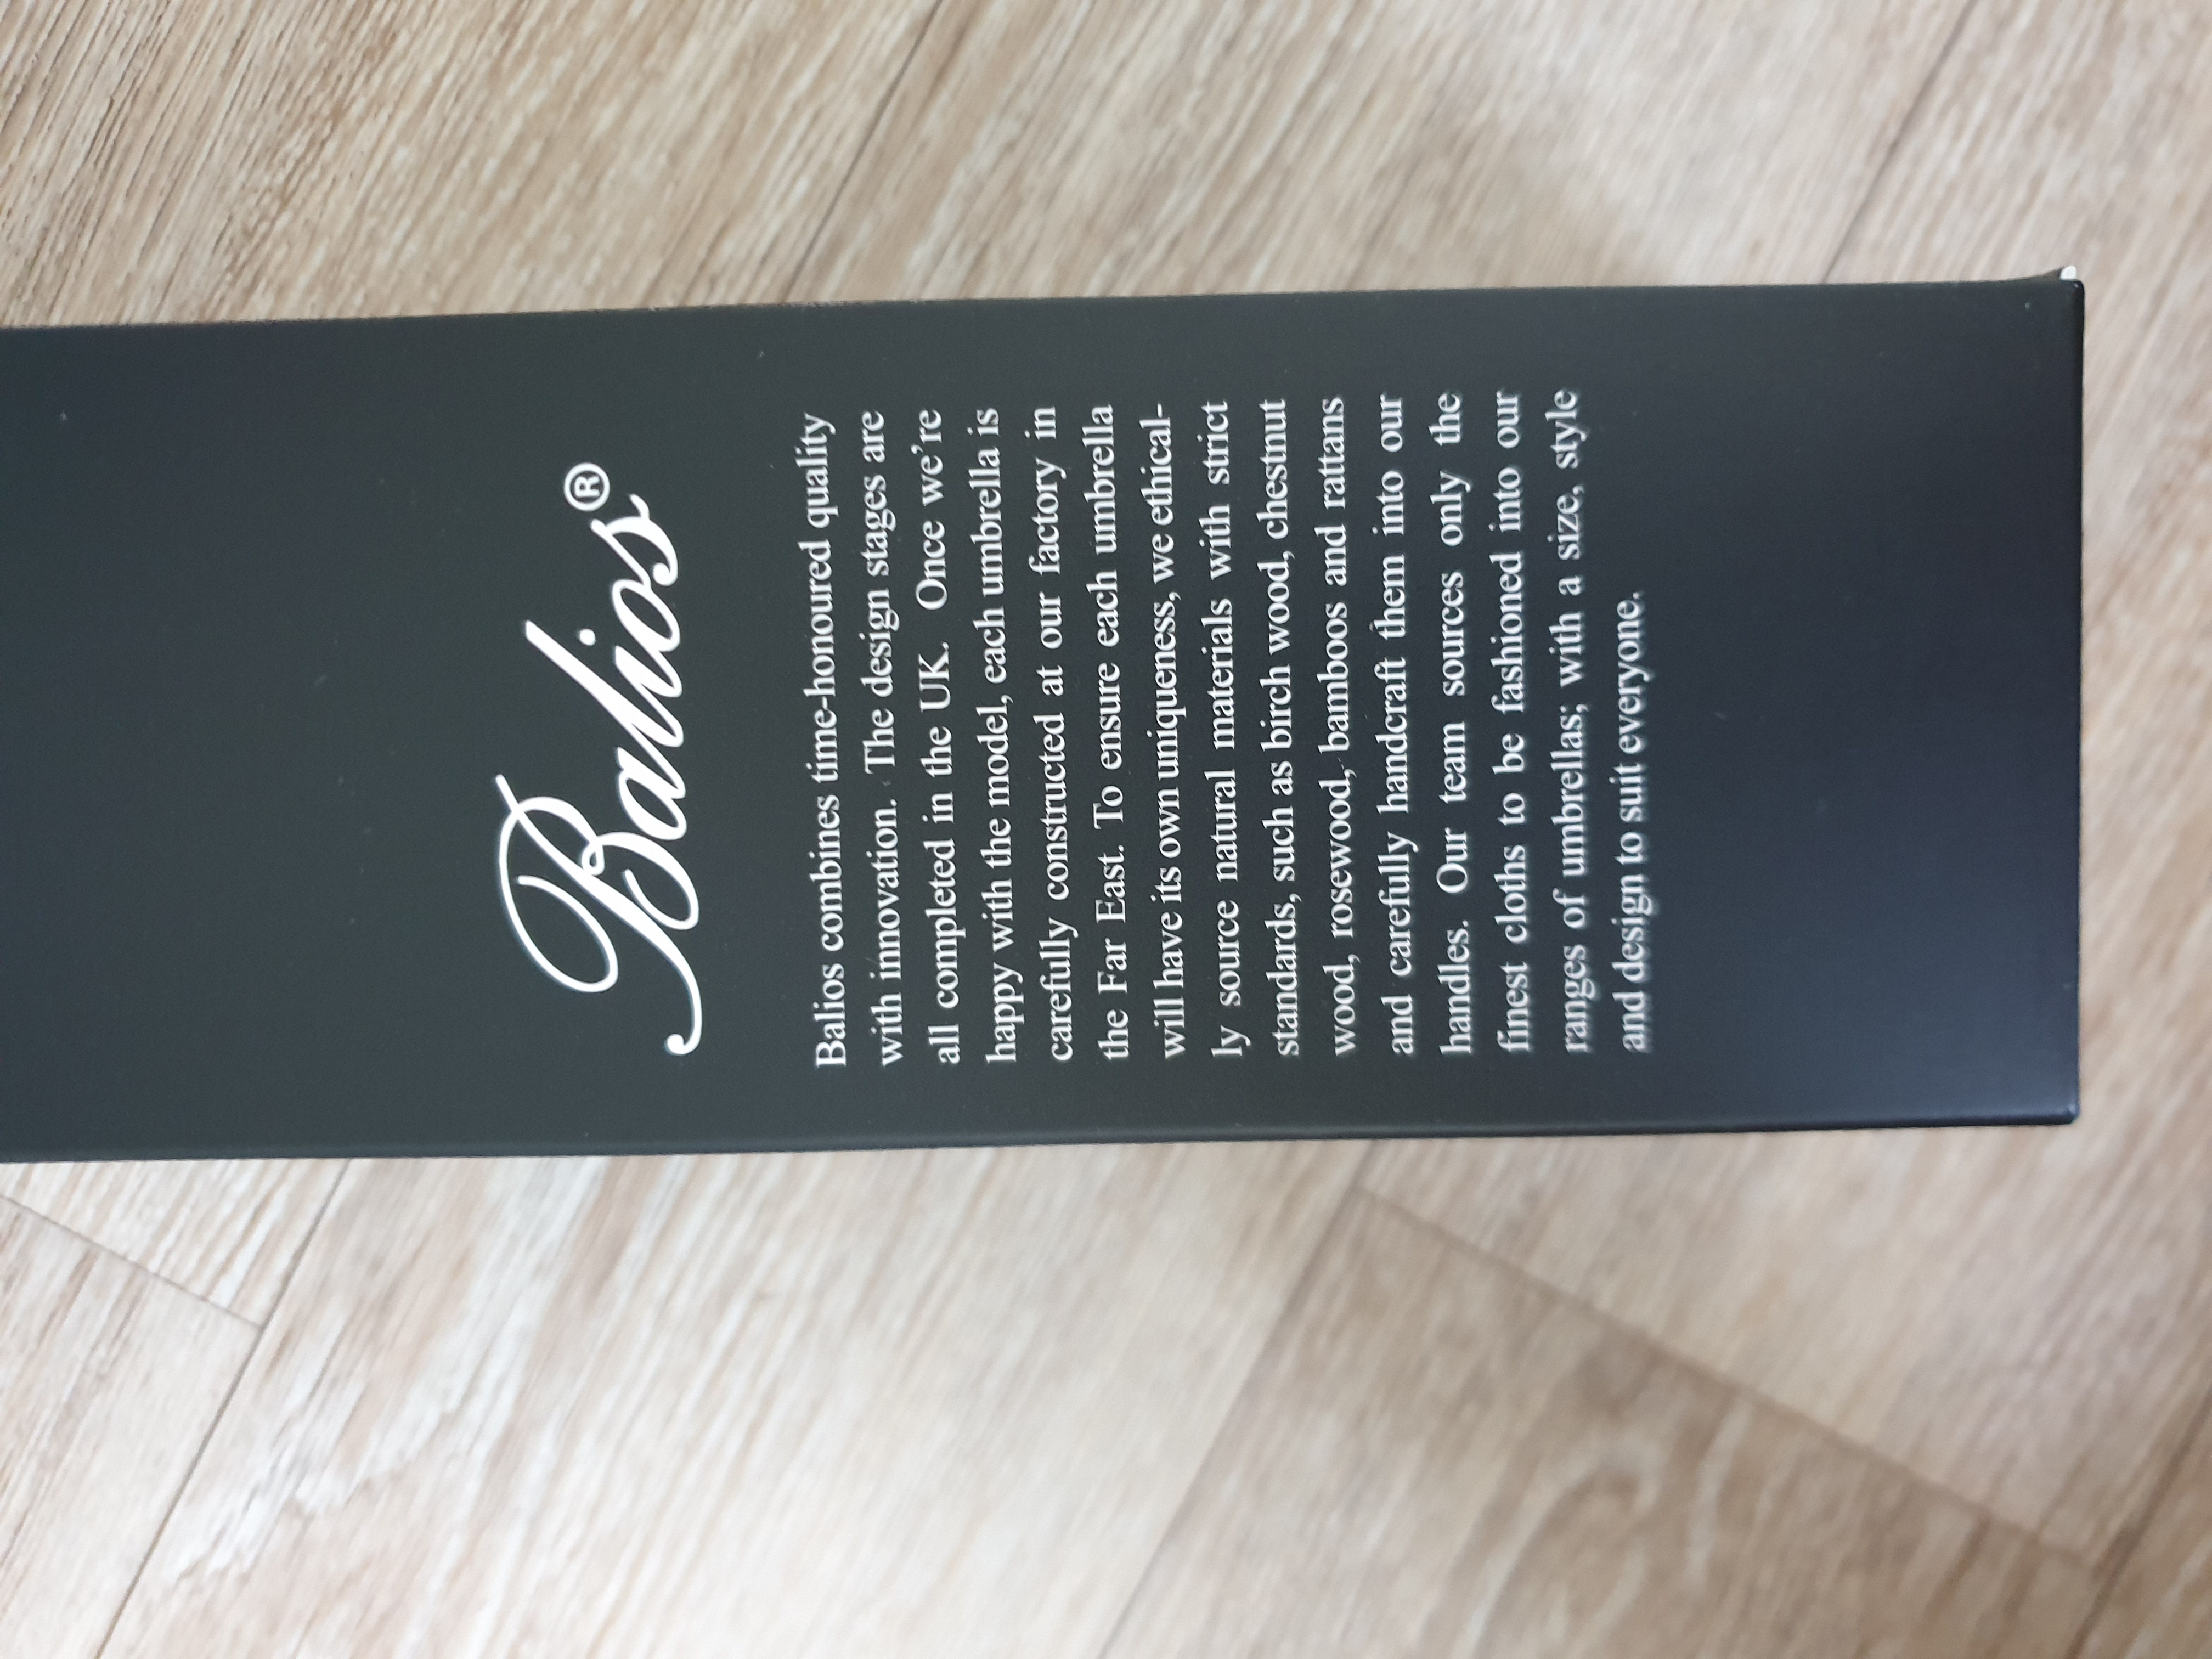 Balios®
Balios combines time-honoured quality
with innovation. The design stages are
all completed in the UK. Once we're
happy with the model, each umbrella is
carefully constructed at our factory in
the Far East. To ensure each umbrella
will have its own uniqueness, we ethical-
ly source natural materials with strict
standards, such as birch wood, chestnut
wood, rosewood, bamboos and rattans
and carefully handcraft them into our
handles. Our team sources only the
finest cloths to be fashioned into our
ranges of umbrellas; with a size, style
and design to suit everyone.